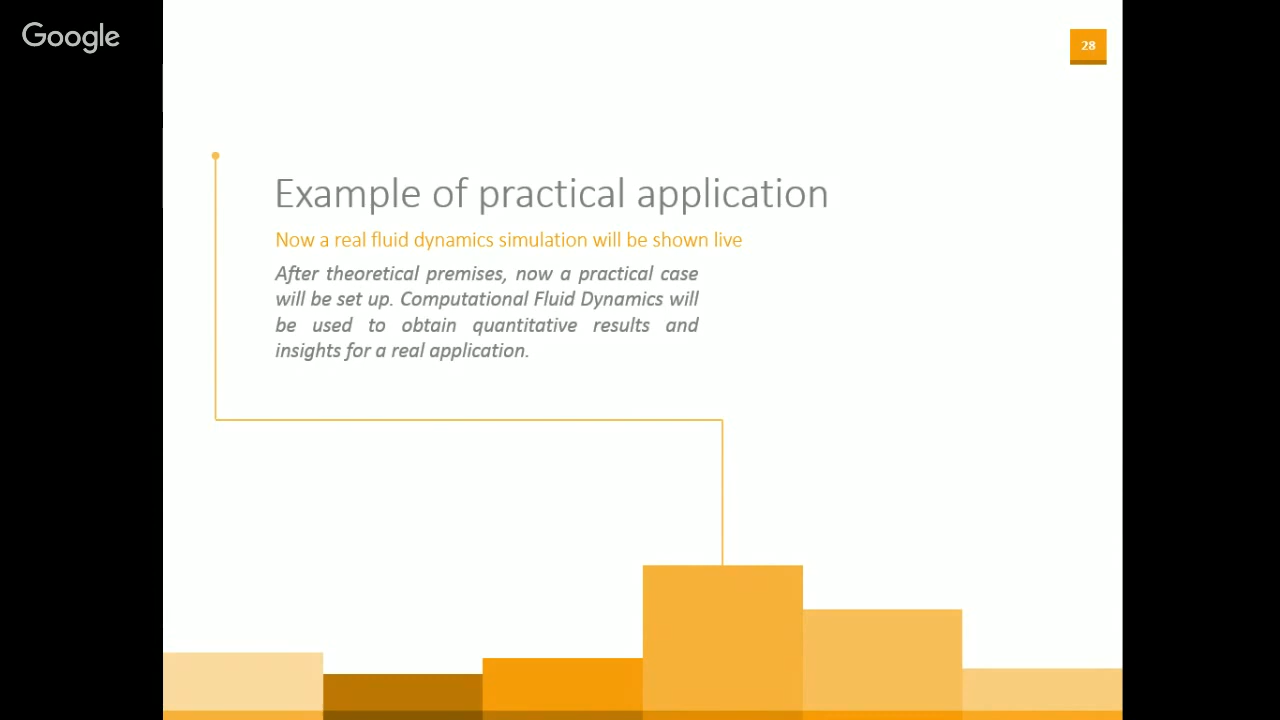 Google
28
Example of practical application
Now a real fluid dynamics simulation will be shown live
After theoretical premises, now a practical case
will be set up. Computational Fluid Dynamics will
be used to obtain quantitative results and
insights for a real application.